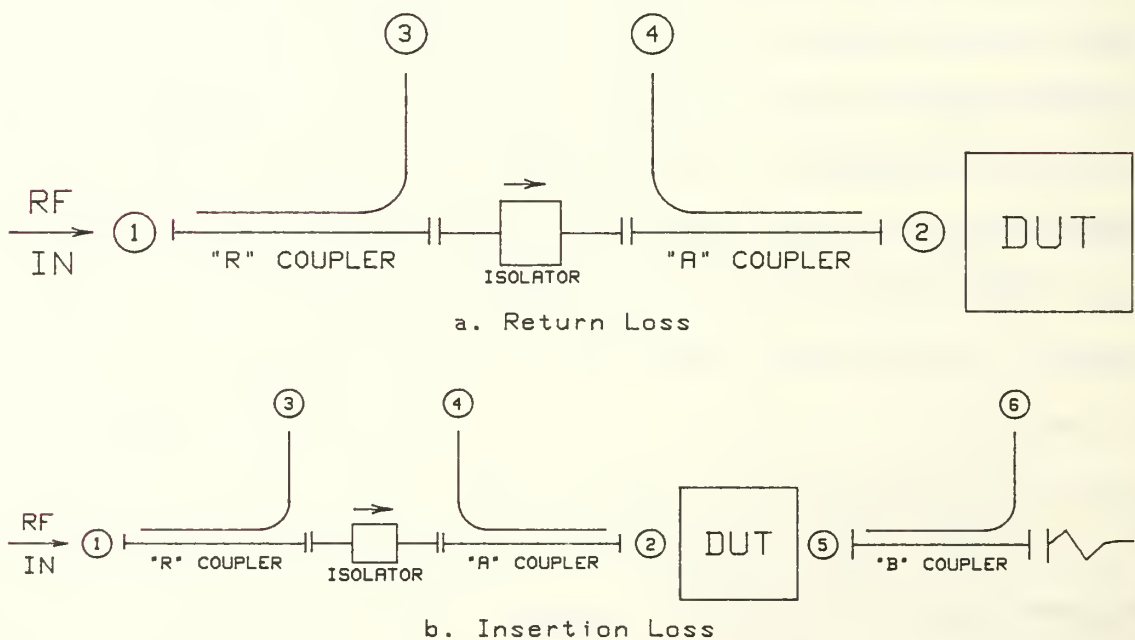 3
4
RF
IN
1
"R" COUPLER
ISOLATOR
"A" COUPLER
2
DUT
a. Return Loss
3
4
6
RF
IN
1
"R" COUPLER
ISOLATOR
"A" COUPLER
2
DUT
5
"B" COUPLER
b. Insertion Loss